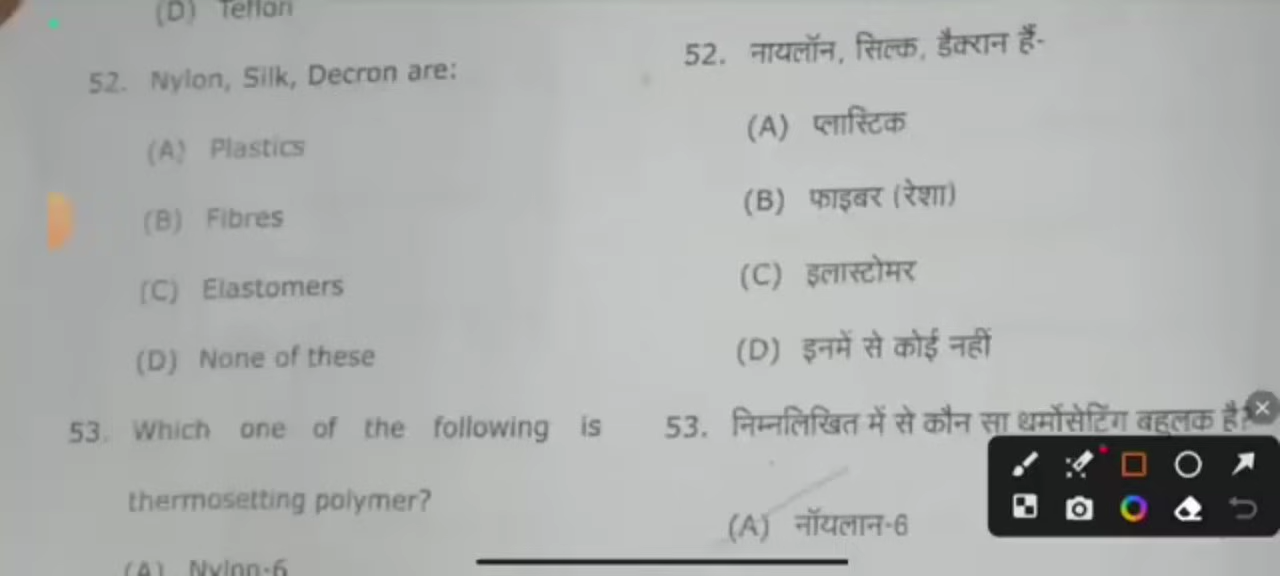 (D) Teflon
52. Nylon, Silk, Decron are:
(A) Plastics
(B) Fibres
(C) Elastomers
(D) None of these
53. Which one of the following is
thermosetting polymer?
(A) Nylon-6
52. नायलॉन, सिल्क, डैक्रान हैं-
(A) प्लास्टिक
(B) फाइबर (रेशा)
(C) इलास्टोमर
(D) इनमें से कोई नहीं
53. निम्नलिखित में से कौन सा थर्मोसेटिंग बहुलक है?
(A) नॉयलान-6